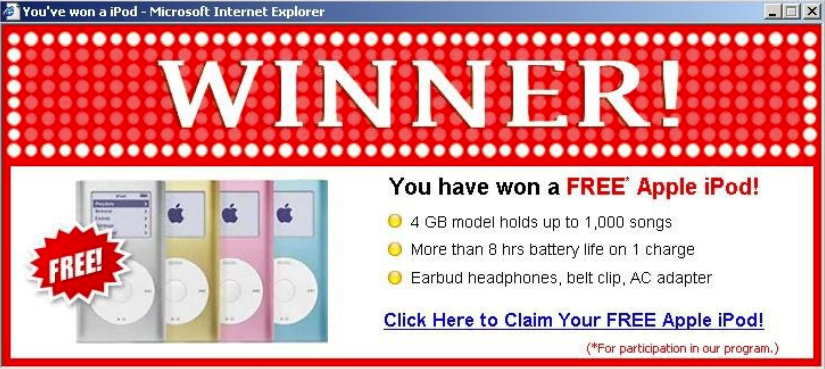 You've won a iPod - Microsoft Internet Explorer
WINNER!
You have won a FREE* Apple iPod!
4 GB model holds up to 1,000 songs
More than 8 hrs battery life on 1 charge
Earbud headphones, belt clip, AC adapter
FREE!
Click Here to Claim Your FREE Apple iPod!
(*For participation in our program.)